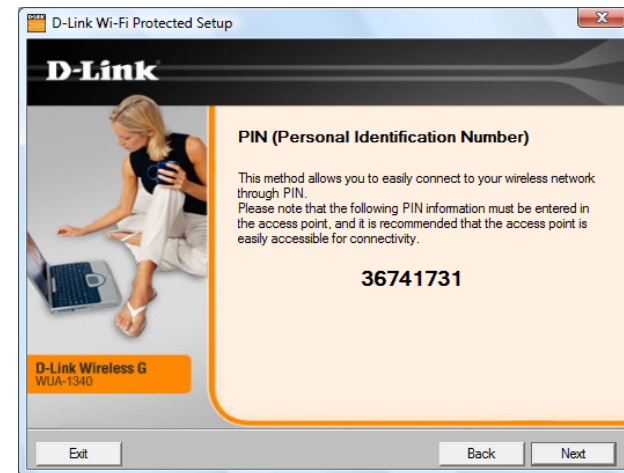 D-Link Wi-Fi Protected Setup
D-Link
PIN (Personal Identification Number)
This method allows you to easily connect to your wireless network
through PIN.
Please note that the following PIN information must be entered in
the access point, and it is recommended that the access point is
easily accessible for connectivity.
36741731
D-Link Wireless G
WUA-1340
Exit
Back
Next